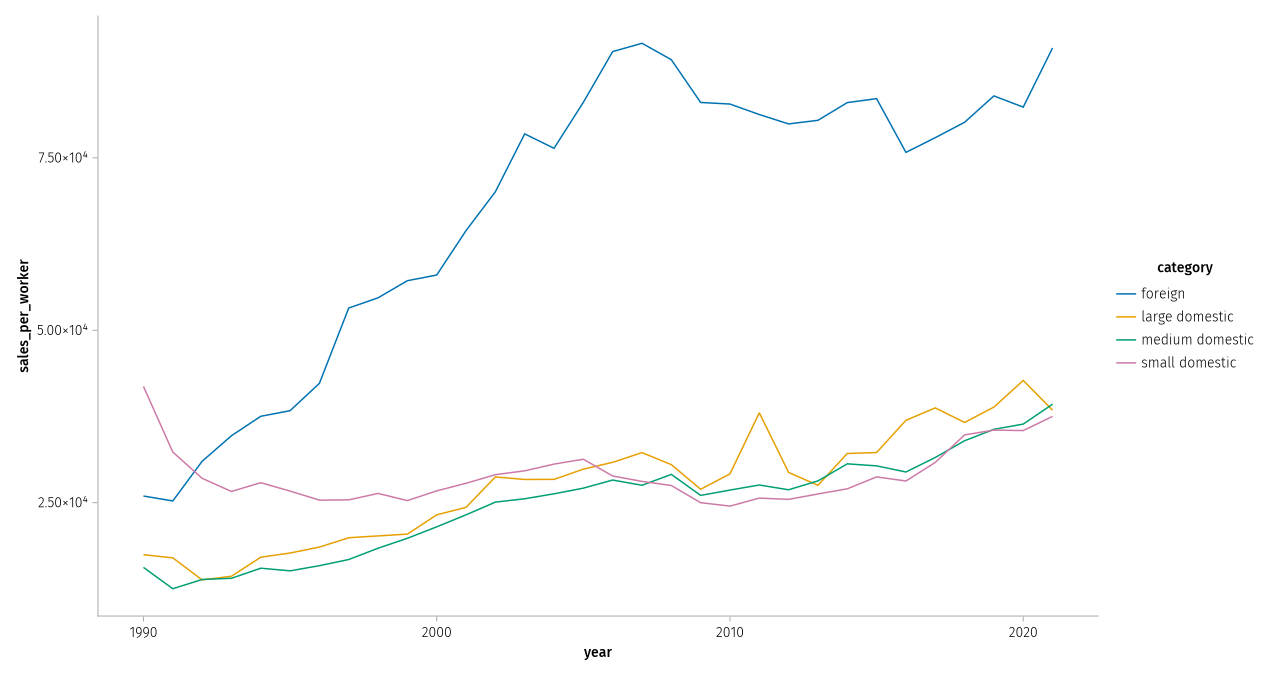 sales_per_worker
7.50×10⁴
5.00×10⁴
2.50×10⁴
1990 2000 2010 2020
year
category
foreign
large domestic
medium domestic
small domestic